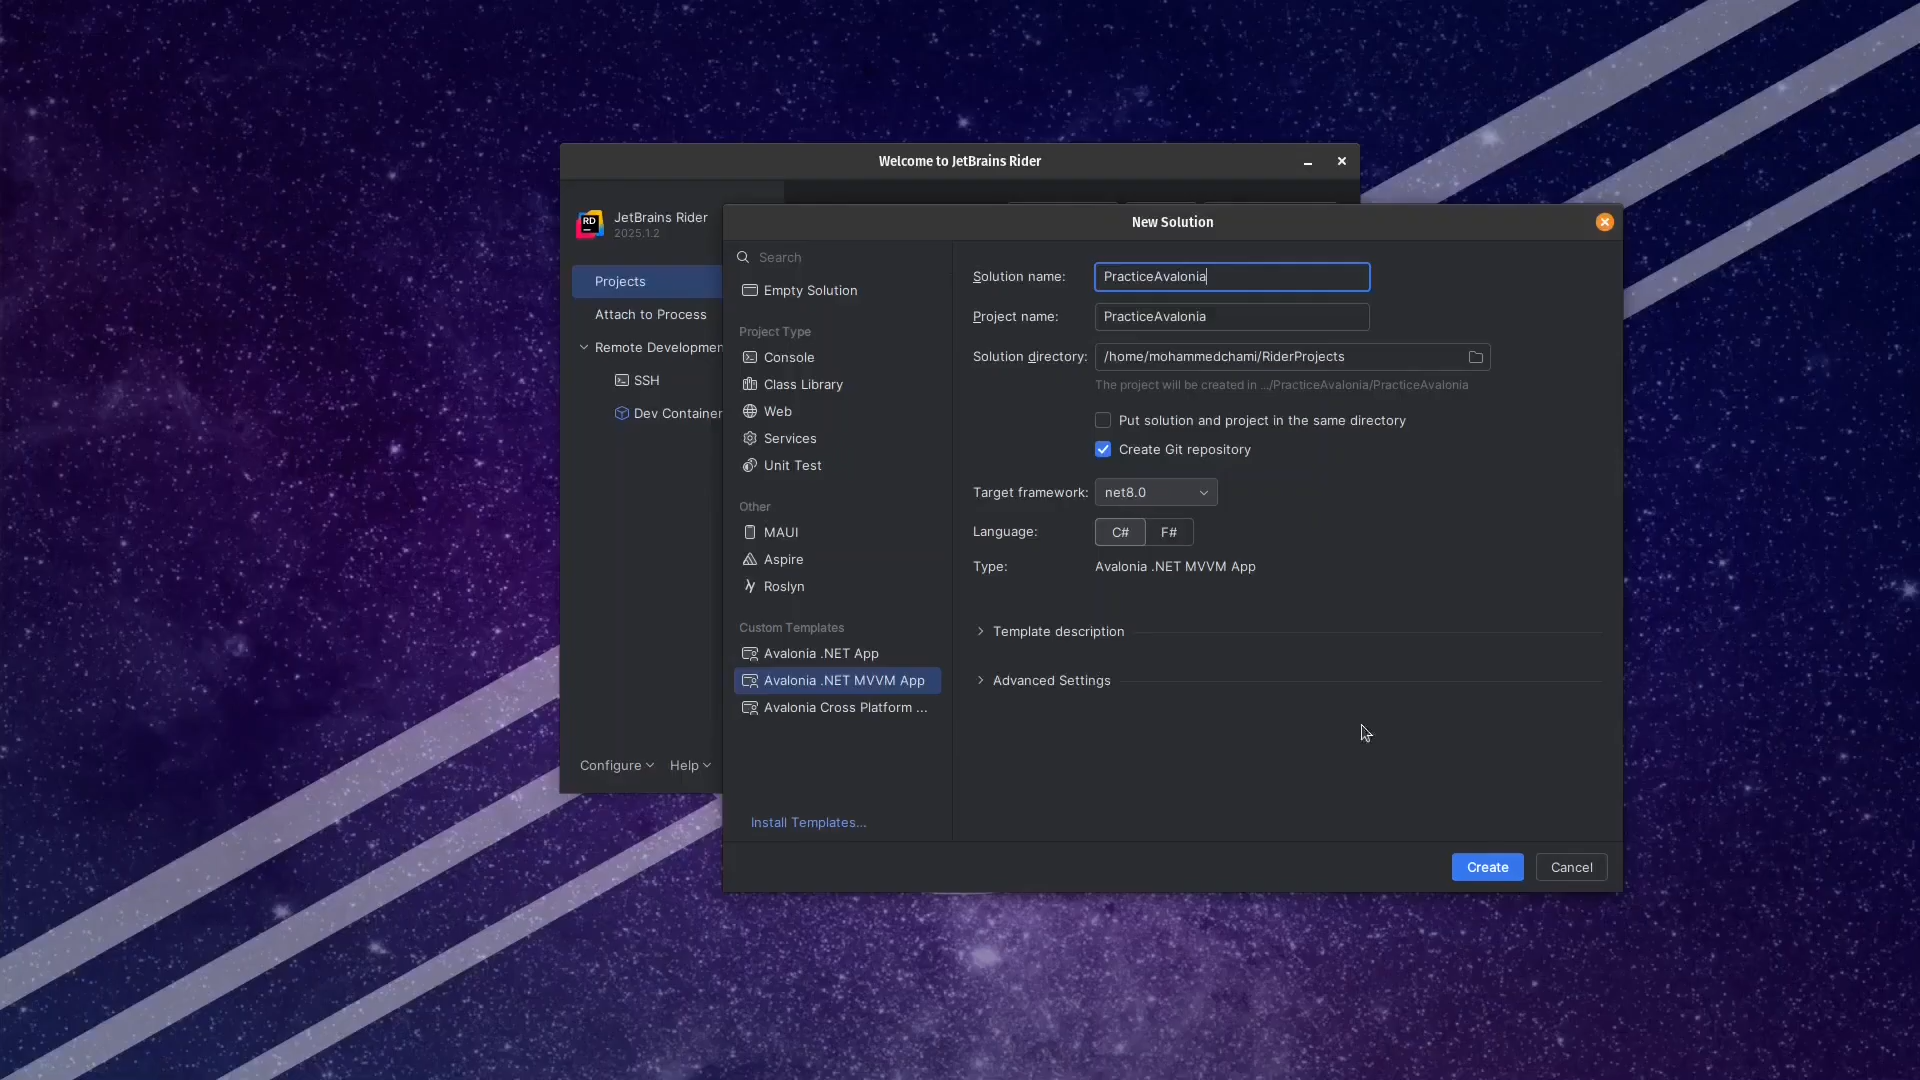 Welcome to JetBrains Rider
RD
JetBrains Rider
2025.1.2
Projects
Attach to Process
Remote Developmen
SSH
Dev Container
Configure
Help
New Solution
Search
Empty Solution
Project Type
Console
Class Library
Web
Services
Unit Test
Other
MAUI
Aspire
Roslyn
Custom Templates
Avalonia .NET App
Avalonia .NET MVVM App
Avalonia Cross Platform ...
Install Templates...
Solution name: PracticeAvalonia
Project name: PracticeAvalonia
Solution directory: /home/mohammedchami/RiderProjects
The project will be created in .../PracticeAvalonia/PracticeAvalonia
Put solution and project in the same directory
Create Git repository
Target framework: net8.0
Language: C# F#
Type: Avalonia .NET MVVM App
Template description
Advanced Settings
Create Cancel